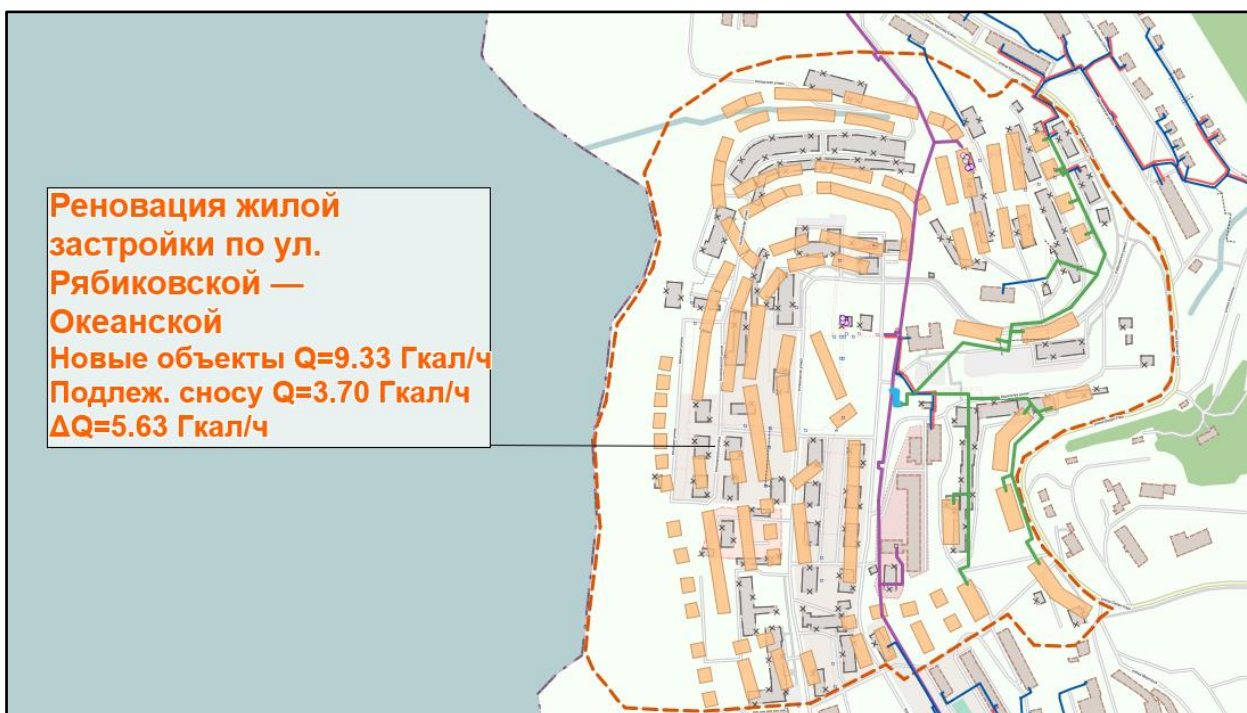 Реновация жилой
застройки по ул.
Рябиковской —
Океанской
Новые объекты Q=9.33 Гкал/ч
Подлеж. сносу Q=3.70 Гкал/ч
ΔQ=5.63 Гкал/ч